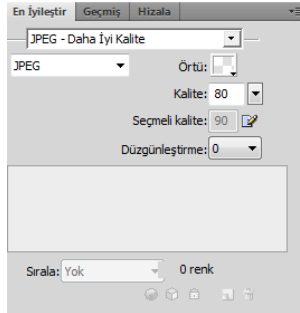 En İyileştir Geçmiş Hizala
JPEG - Daha İyi Kalite
JPEG Örtü:
Kalite: 80
Seçmeli kalite: 90
Düzgünleştirme: 0
Sırala: Yok 0 renk